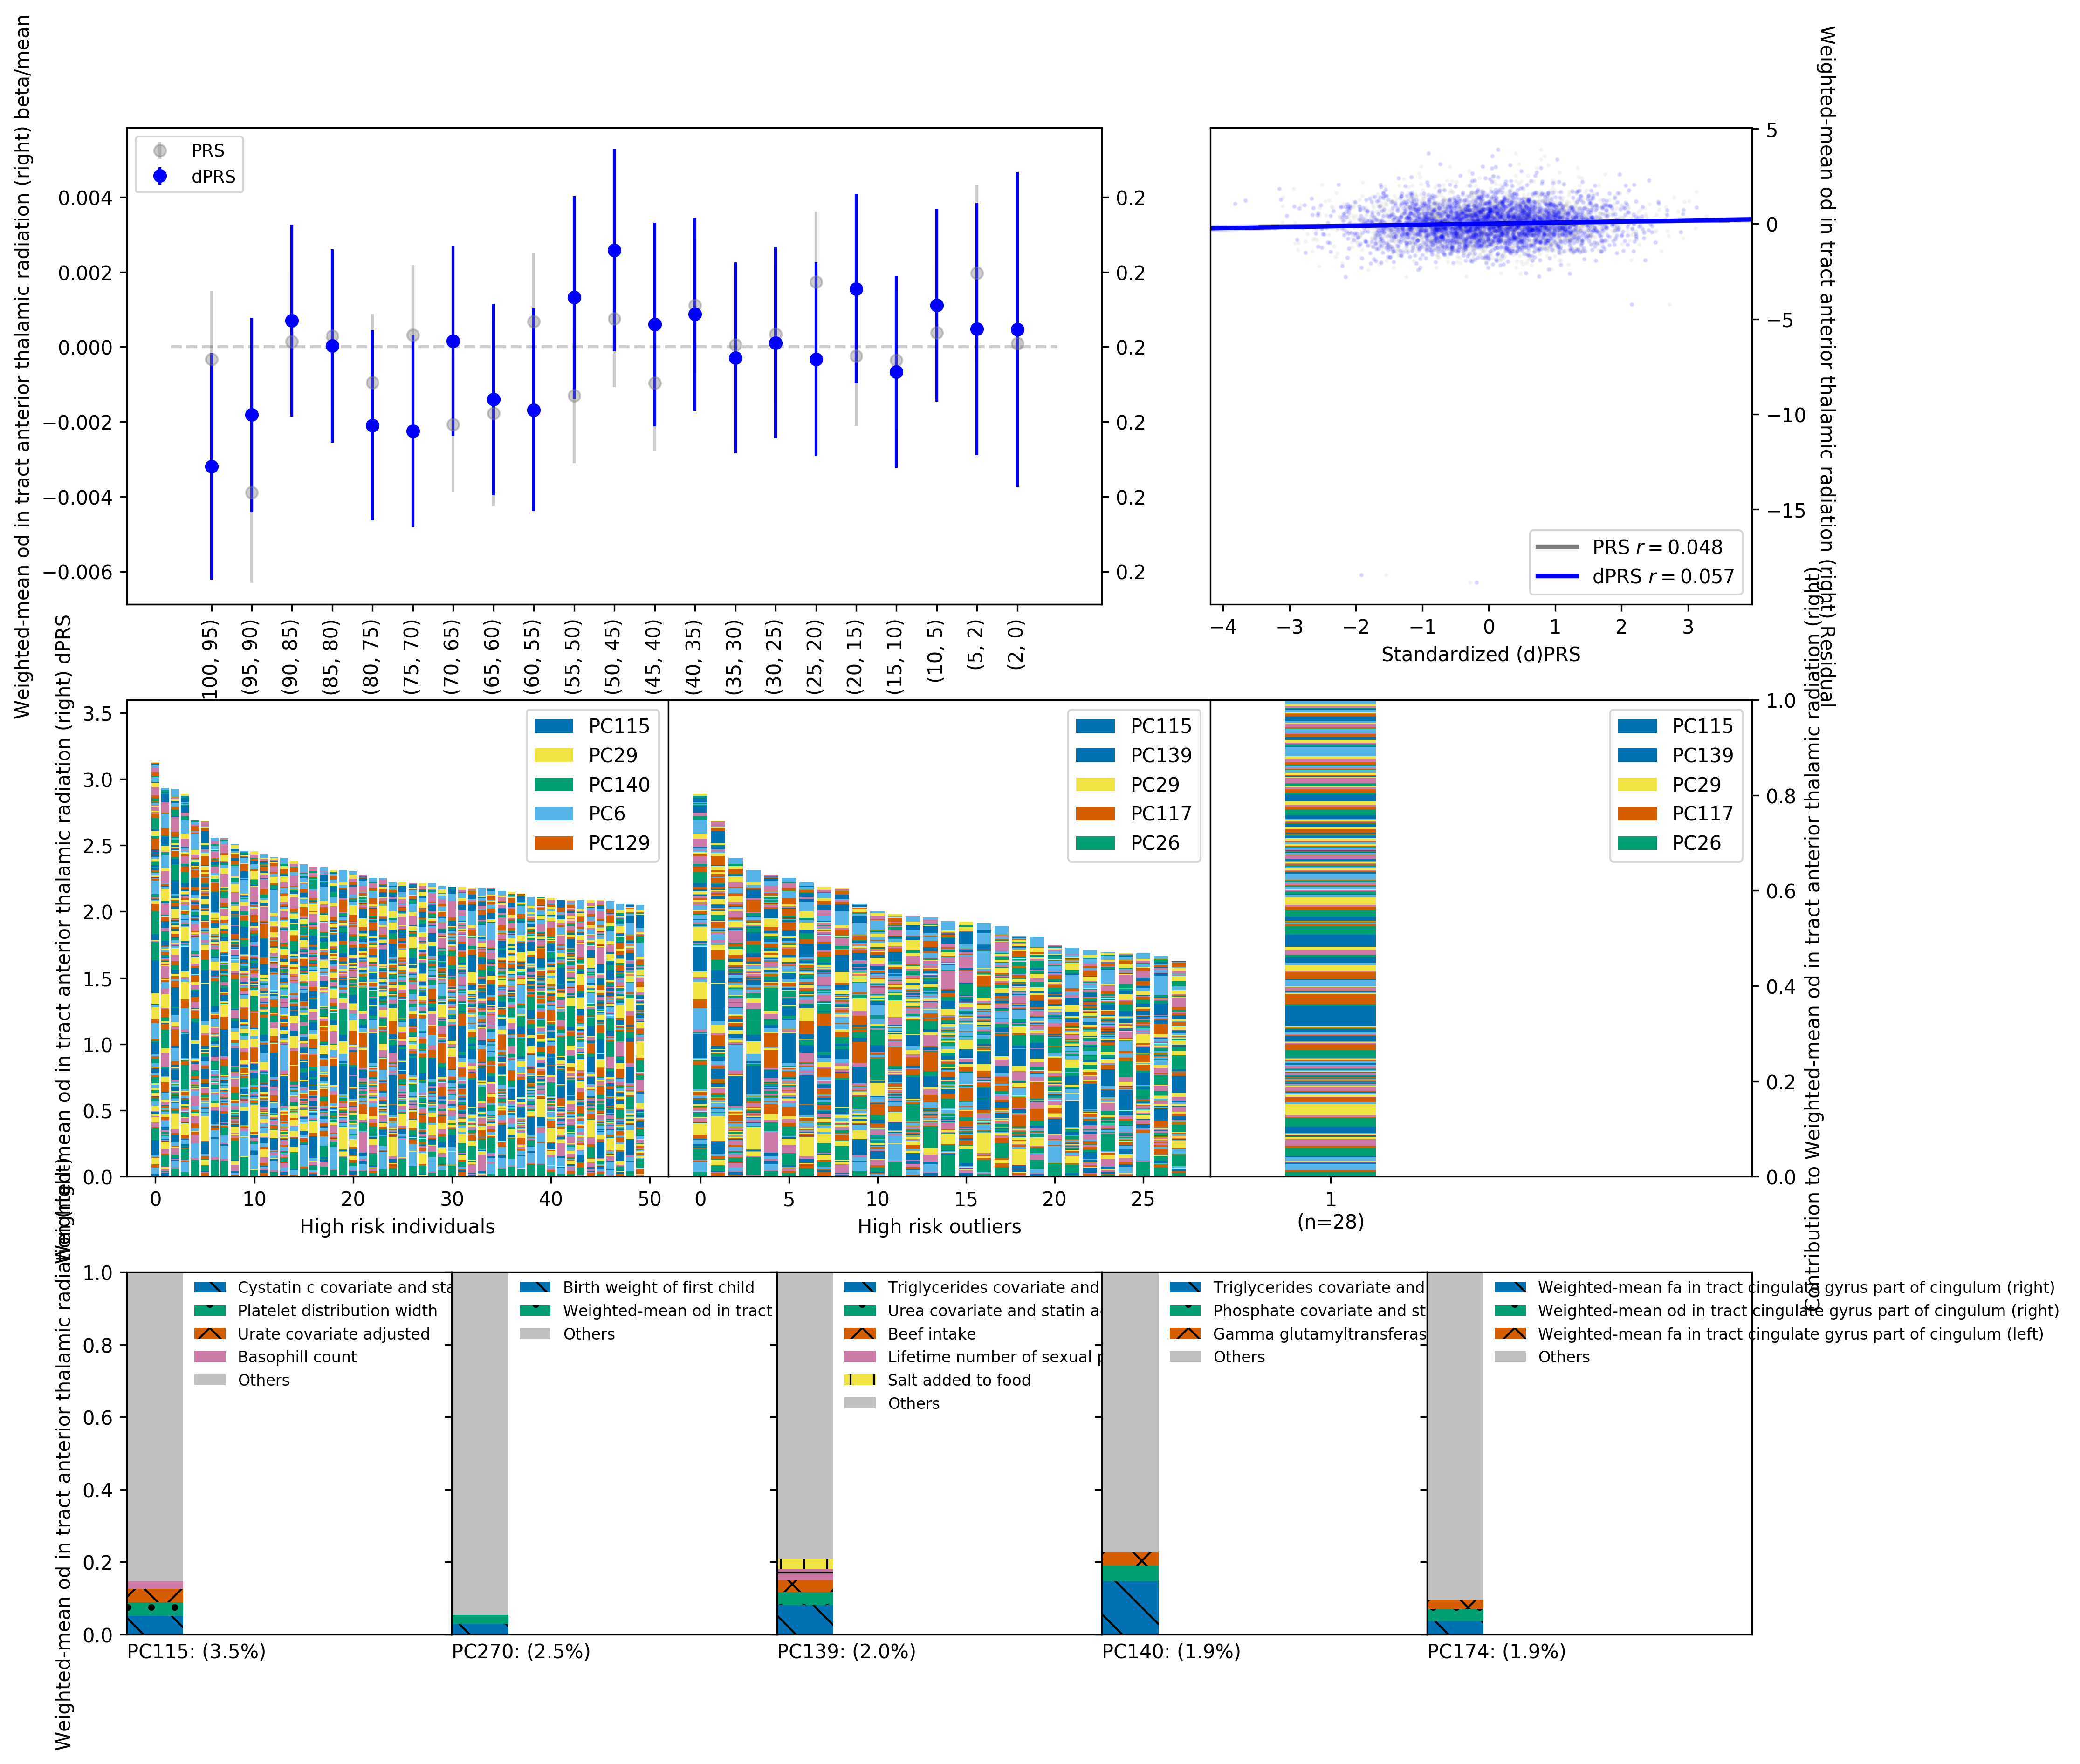 Weighted-mean od in tract anterior thalamic radiation (right) beta/mean
PRS
dPRS
0.004
0.002
0.000
−0.002
−0.004
−0.006
0.2
0.2
0.2
0.2
0.2
0.2
100, 95)
(95, 90)
(90, 85)
(85, 80)
(80, 75)
(75, 70)
(70, 65)
(65, 60)
(60, 55)
(55, 50)
(50, 45)
(45, 40)
(40, 35)
(35, 30)
(30, 25)
(25, 20)
(20, 15)
(15, 10)
(10, 5)
(5, 2)
(2, 0)
Weighted-mean od in tract anterior thalamic radiation (right) Residual
5
0
−5
−10
−15
PRS r = 0.048
dPRS r = 0.057
−4 −3 −2 −1 0 1 2 3
Standardized (d)PRS
Weighted-mean od in tract anterior thalamic radiation (right) dPRS
3.5
3.0
2.5
2.0
1.5
1.0
0.5
0.0
PC115
PC29
PC140
PC6
PC129
0 10 20 30 40 50
High risk individuals
PC115
PC139
PC29
PC117
PC26
0 5 10 15 20 25
High risk outliers
PC115
PC139
PC29
PC117
PC26
1
(n=28)
1.0
0.8
0.6
0.4
0.2
0.0
Contribution to Weighted-mean od in tract anterior thalamic radiation (right)
Weighted-mean od in tract anterior thalamic radiation (right)
1.0
0.8
0.6
0.4
0.2
0.0
Cystatin c covariate and sta
Platelet distribution width
Urate covariate adjusted
Basophill count
Others
PC115: (3.5%)
Birth weight of first child
Weighted-mean od in tract
Others
PC270: (2.5%)
Triglycerides covariate and
Urea covariate and statin a
Beef intake
Lifetime number of sexual p
Salt added to food
Others
PC139: (2.0%)
Triglycerides covariate and
Phosphate covariate and st
Gamma glutamyltransferas
Others
PC140: (1.9%)
Weighted-mean fa in tract cingulate gyrus part of cingulum (right)
Weighted-mean od in tract cingulate gyrus part of cingulum (right)
Weighted-mean fa in tract cingulate gyrus part of cingulum (left)
Others
PC174: (1.9%)